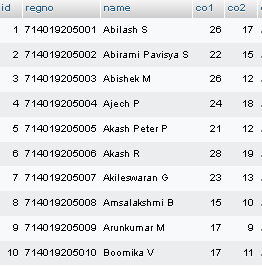 id regno name co1 co2
1 714019205001 Abilash S 26 17
2 714019205002 Abirami Pavisya S 22 15
3 714019205003 Abishek M 26 12
4 714019205004 Ajech P 24 18
5 714019205005 Akash Peter P 21 12
6 714019205006 Akash R 28 19
7 714019205007 Akileswaran G 23 13
8 714019205008 Amsalakshmi B 15 10
9 714019205009 Arunkumar M 17 9
10 714019205010 Boomika V 17 11